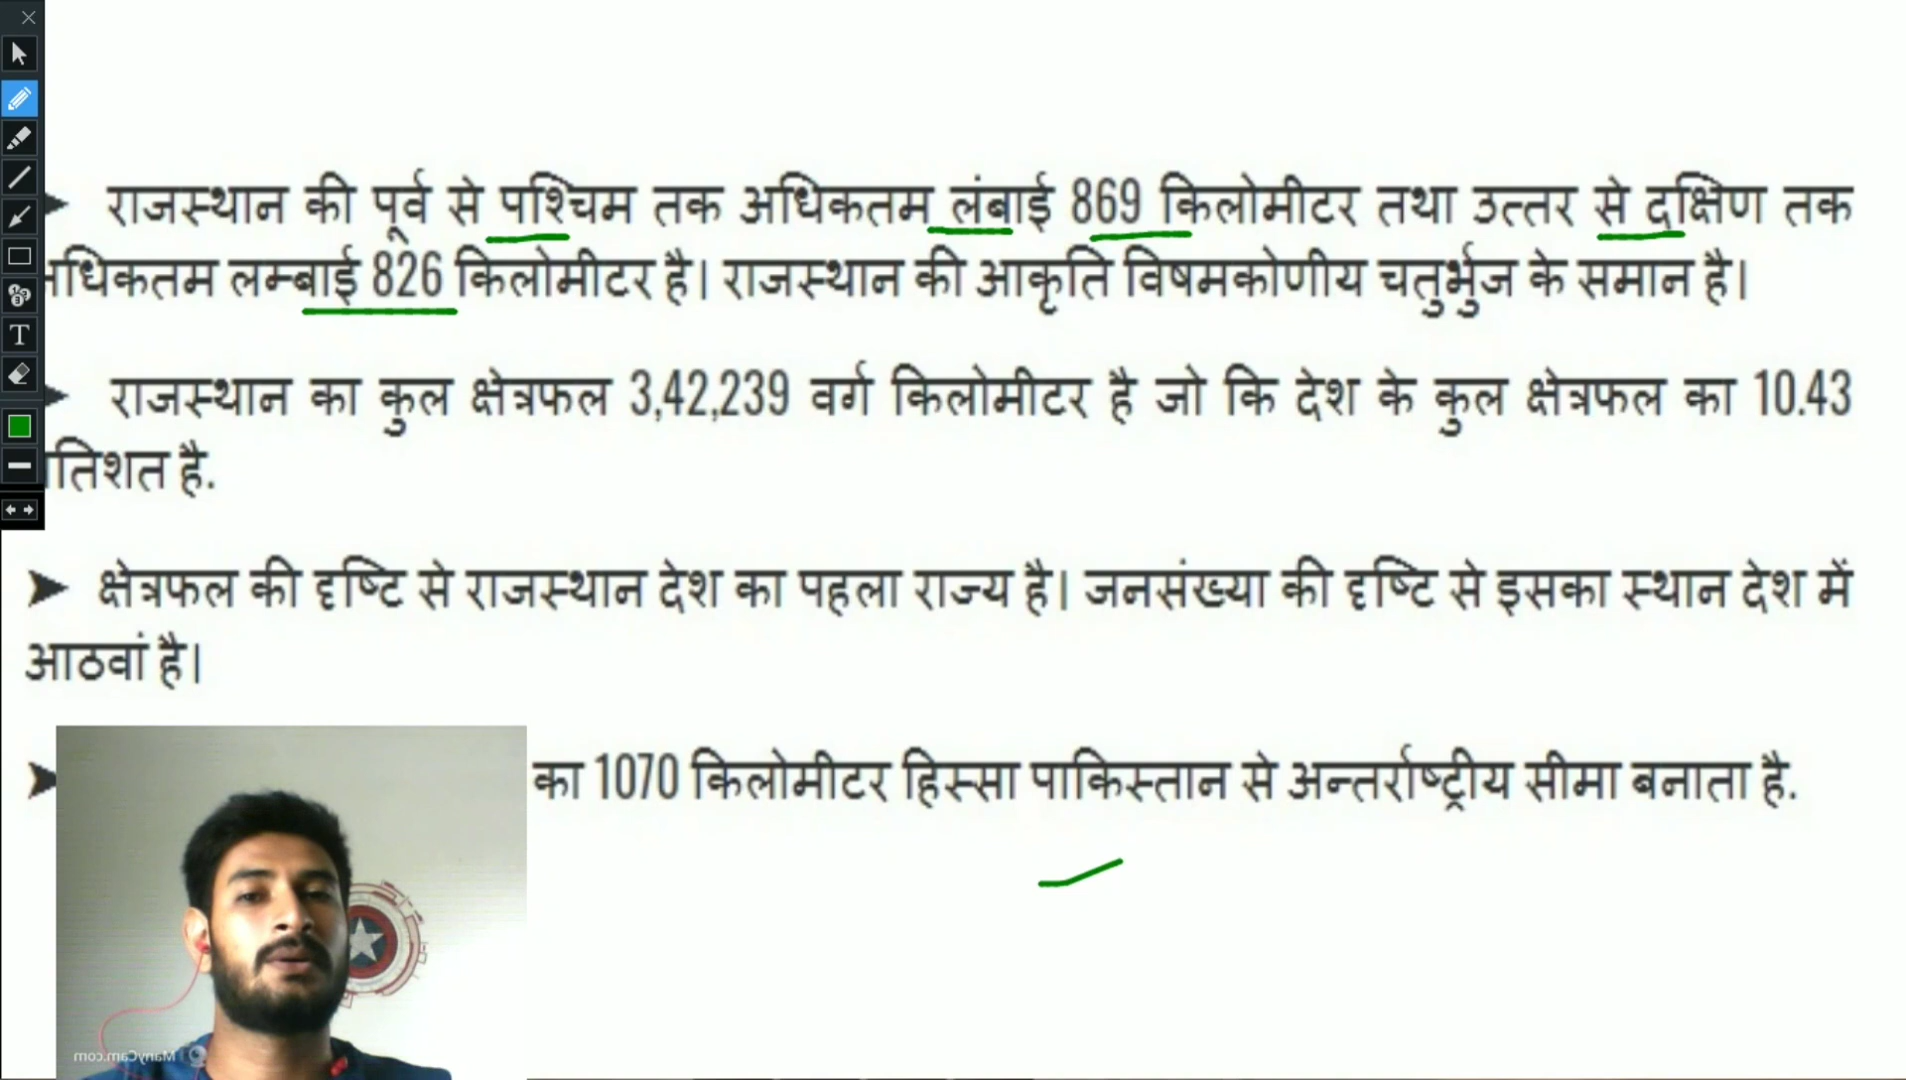 राजस्थान की पूर्व से पश्चिम तक अधिकतम लंबाई 869 किलोमीटर तथा उत्तर से दक्षिण तक
लम्बाई 826 किलोमीटर है। राजस्थान की आकृति विषमकोणीय चतुर्भुज के समान है।
राजस्थान का कुल क्षेत्रफल 3,42,239 वर्ग किलोमीटर है जो कि देश के कुल क्षेत्रफल का 10.43
है.
क्षेत्रफल की दृष्टि से राजस्थान देश का पहला राज्य है। जनसंख्या की दृष्टि से इसका स्थान देश में
आठवां है।
का 1070 किलोमीटर हिस्सा पाकिस्तान से अन्तर्राष्ट्रीय सीमा बनाता है.
ManyCam.com